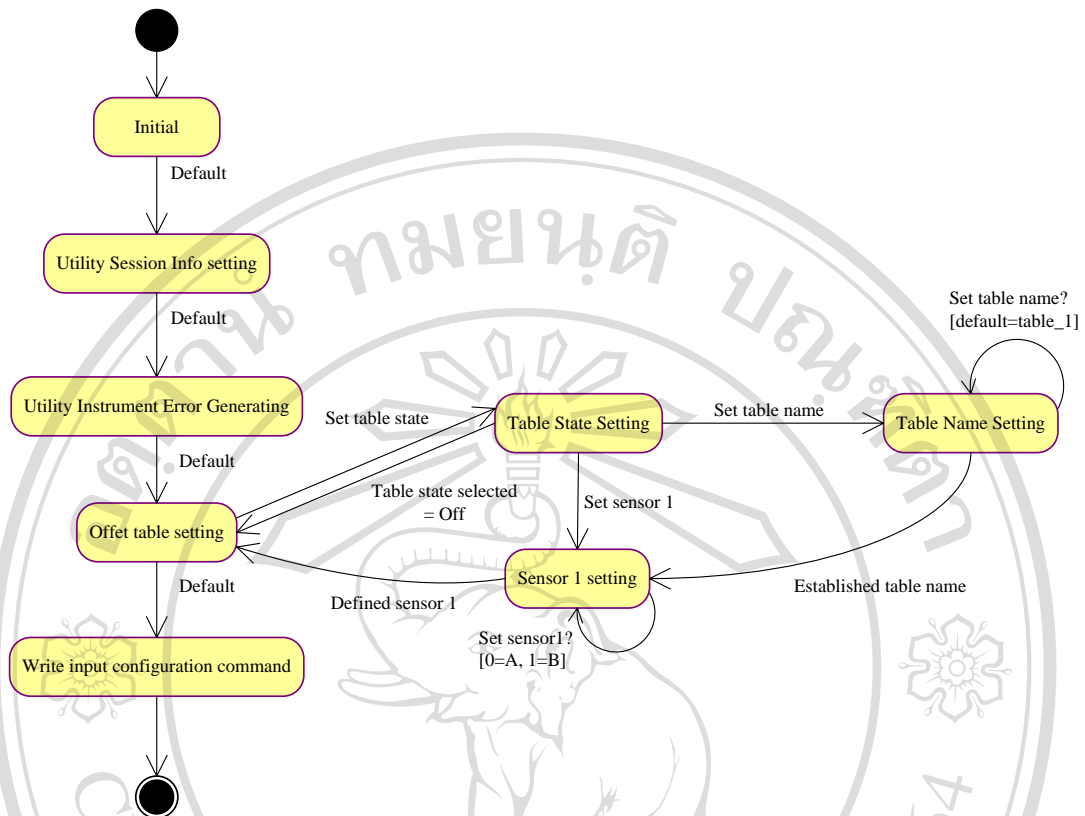 Initial
Default
Utility Session Info setting
Default
Set table name?
[default=table_1]
Utility Instrument Error Generating
Set table state
Table State Setting
Set table name
Table Name Setting
Default
Table state selected
= Off
Set sensor 1
Offet table setting
Default
Defined sensor 1
Sensor 1 setting
Established table name
Set sensor1?
[0=A, 1=B]
Write input configuration command